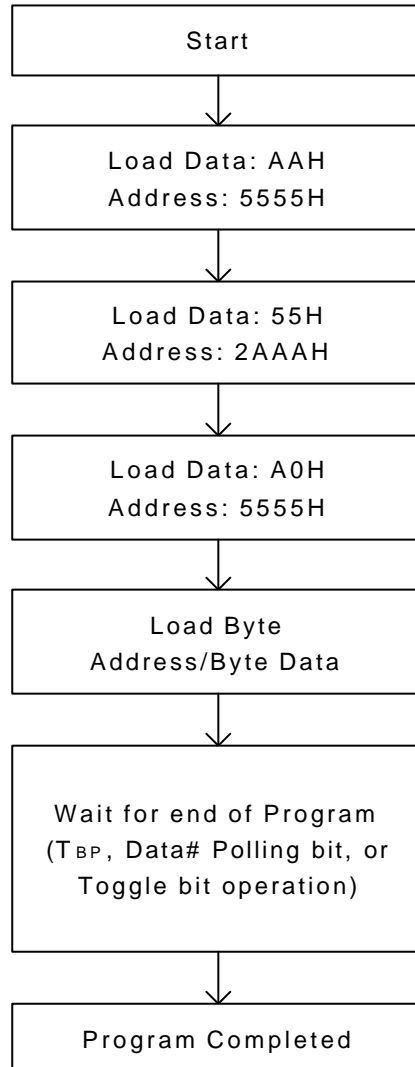 Start
Load Data: AAH
Address: 5555H
Load Data: 55H
Address: 2AAAH
Load Data: A0H
Address: 5555H
Load Byte
Address/Byte Data
Wait for end of Program
(TBP, Data# Polling bit, or
Toggle bit operation)
Program Completed